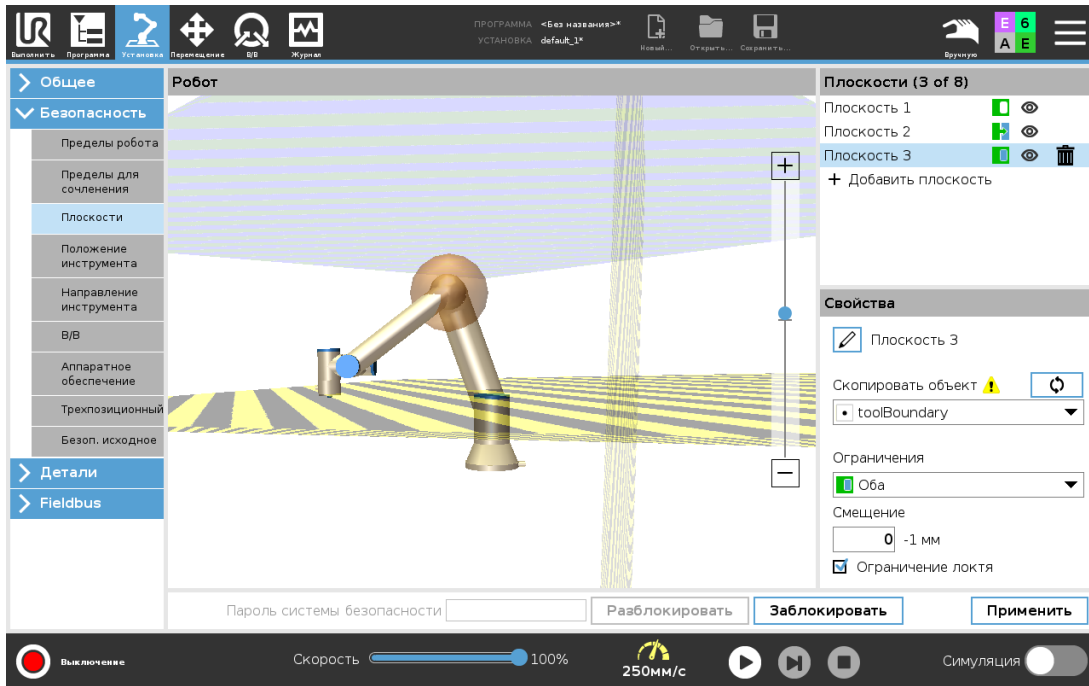 ПРОГРАММА <Без названия>*
УСТАНОВКА default_1*
Выполнить Программа Установка Перемещение В/В Журнал
Новый... Открыть... Сохранить...
Вручную
E 6
A E
Общее
Безопасность
Пределы робота
Пределы для
сочленения
Плоскости
Положение
инструмента
Направление
инструмента
В/В
Аппаратное
обеспечение
Трехпозиционный
Безоп. исходное
Детали
Fieldbus
Робот
Плоскости (3 of 8)
Плоскость 1
Плоскость 2
Плоскость 3
+ Добавить плоскость
Свойства
Плоскость 3
Скопировать объект
toolBoundary
Ограничения
Оба
Смещение
0 -1 мм
Ограничение локтя
Пароль системы безопасности Разблокировать Заблокировать Применить
Выключение Скорость 100% 250мм/с Симуляция